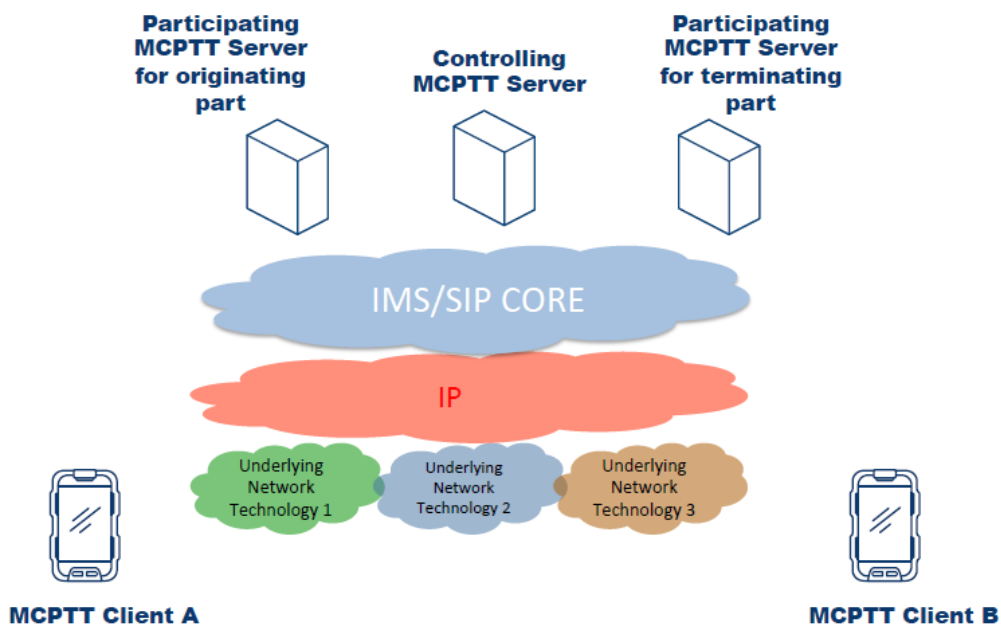 Participating
MCPTT Server
for originating
part
Controlling
MCPTT Server
Participating
MCPTT Server
for terminating
part
IMS/SIP CORE
IP
Underlying
Network
Technology 1
Underlying
Network
Technology 2
Underlying
Network
Technology 3
MCPTT Client A
MCPTT Client B